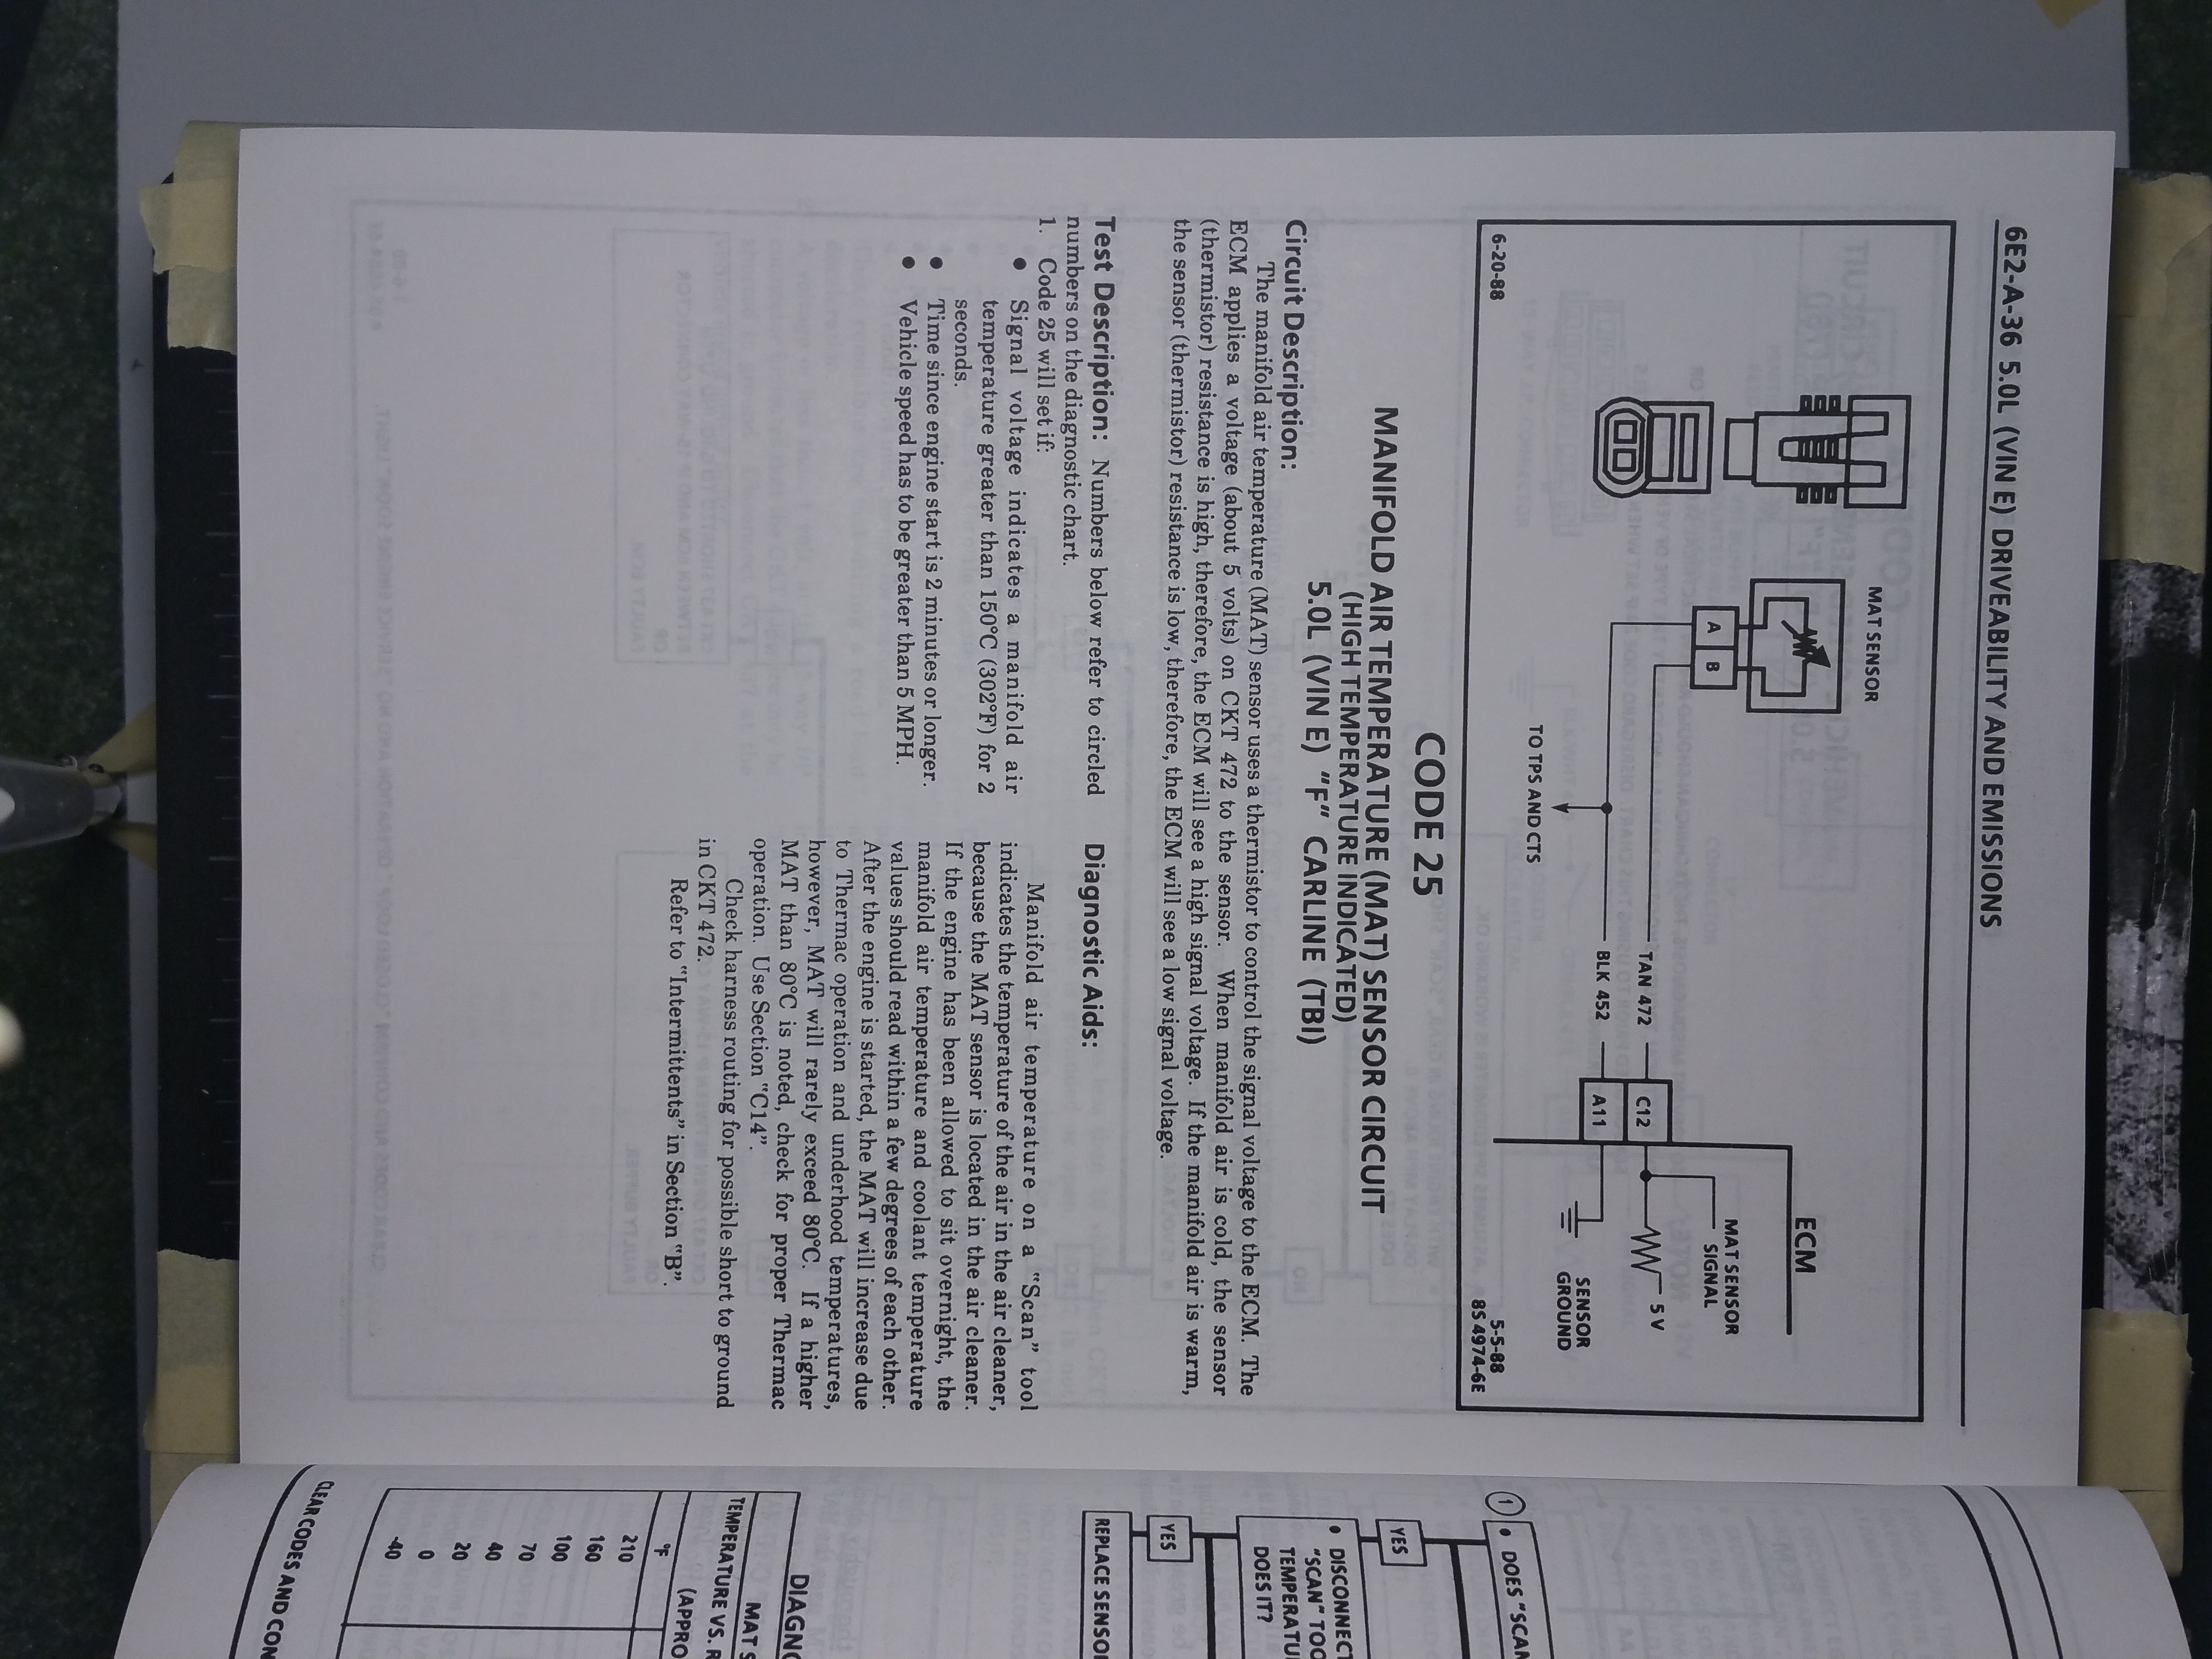 6E2-A-36 5.0L (VIN E) DRIVEABILITY AND EMISSIONS
ECM
MAT SENSOR
MAT SENSOR
SIGNAL
A
B
TAN 472
C12
5 V
BLK 452
A11
SENSOR
GROUND
TO TPS AND CTS
6-20-88
5-5-88
8S 4974-6E
CODE 25
MANIFOLD AIR TEMPERATURE (MAT) SENSOR CIRCUIT
(HIGH TEMPERATURE INDICATED)
5.0L (VIN E) "F" CARLINE (TBI)
Circuit Description:
The manifold air temperature (MAT) sensor uses a thermistor to control the signal voltage to the ECM. The
ECM applies a voltage (about 5 volts) on CKT 472 to the sensor. When manifold air is cold, the sensor
(thermistor) resistance is high, therefore, the ECM will see a high signal voltage. If the manifold air is warm,
the sensor (thermistor) resistance is low, therefore, the ECM will see a low signal voltage.
Test Description: Numbers below refer to circled
numbers on the diagnostic chart.
1. Code 25 will set if:
● Signal voltage indicates a manifold air
temperature greater than 150°C (302°F) for 2
seconds.
● Time since engine start is 2 minutes or longer.
● Vehicle speed has to be greater than 5 MPH.
Diagnostic Aids:
Manifold air temperature on a "Scan" tool
indicates the temperature of the air in the air cleaner,
because the MAT sensor is located in the air cleaner.
If the engine has been allowed to sit overnight, the
manifold air temperature and coolant temperature
values should read within a few degrees of each other.
After the engine is started, the MAT will increase due
to Thermac operation and underhood temperatures,
however, MAT will rarely exceed 80°C. If a higher
MAT than 80°C is noted, check for proper Thermac
operation. Use Section "C14".
Check harness routing for possible short to ground
in CKT 472.
Refer to "Intermittents" in Section "B".
1
● DOES "SCAN
YES
● DISCONNECT
"SCAN" TOO
TEMPERATU
DOES IT?
YES
REPLACE SENSO
DIAGNO
MAT S
TEMPERATURE VS. R
(APPRO
°F
210
160
100
70
40
20
0
-40
CLEAR CODES AND CON